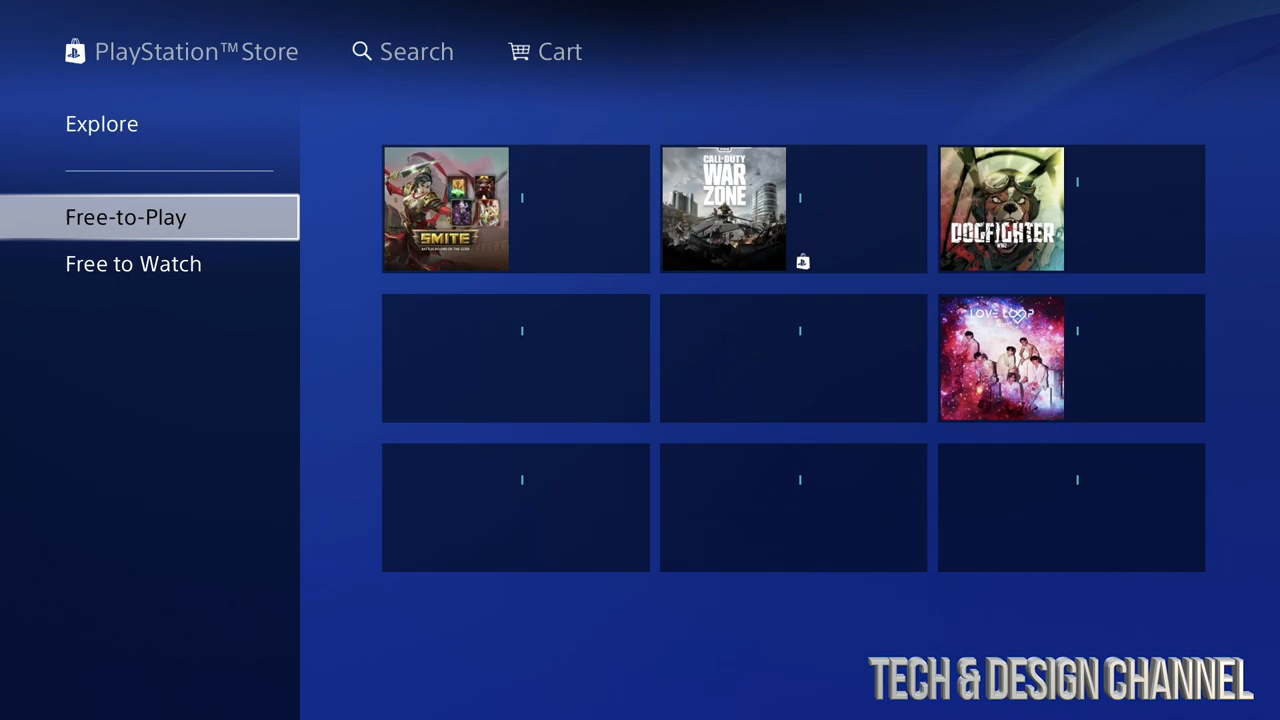 PlayStation™Store
Search
Cart
Explore
Free-to-Play
Free to Watch
SMITE
CALL OF DUTY
WAR
ZONE
DOGFIGHTER
WW2
LOVE LOOP
TECH & DESIGN CHANNEL